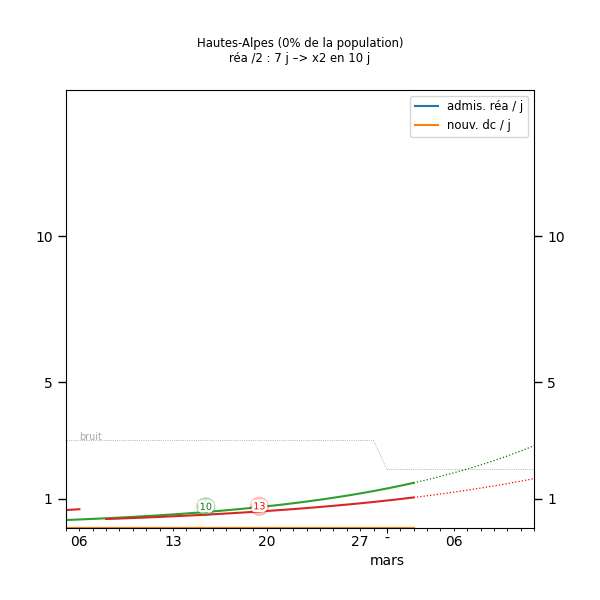 Hautes-Alpes (0% de la population)
réa /2 : 7 j –> x2 en 10 j
admis. réa / j
nouv. dc / j
10 10
5 5
bruit
10 13
1 1
06 13 20 27 - 06
mars